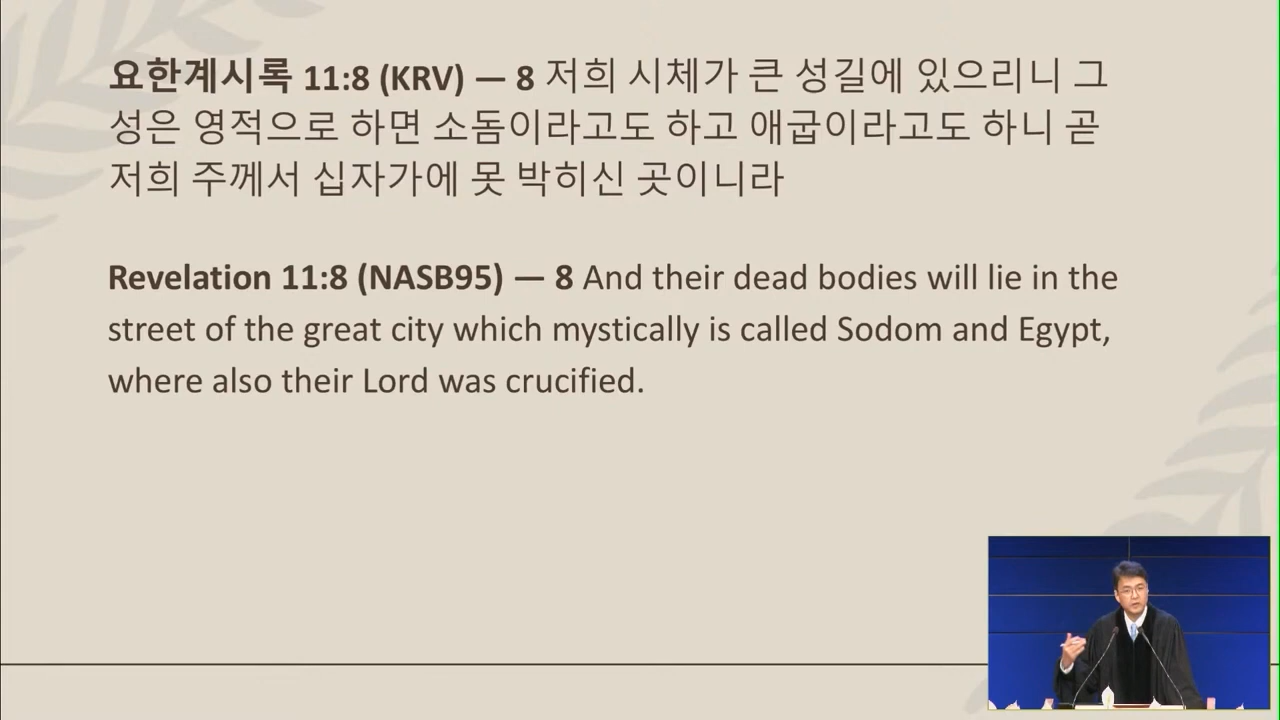 요한계시록 11:8 (KRV) — 8 저희 시체가 큰 성길에 있으리니 그
성은 영적으로 하면 소돔이라고도 하고 애굽이라고도 하니 곧
저희 주께서 십자가에 못 박히신 곳이니라
Revelation 11:8 (NASB95) — 8 And their dead bodies will lie in the
street of the great city which mystically is called Sodom and Egypt,
where also their Lord was crucified.